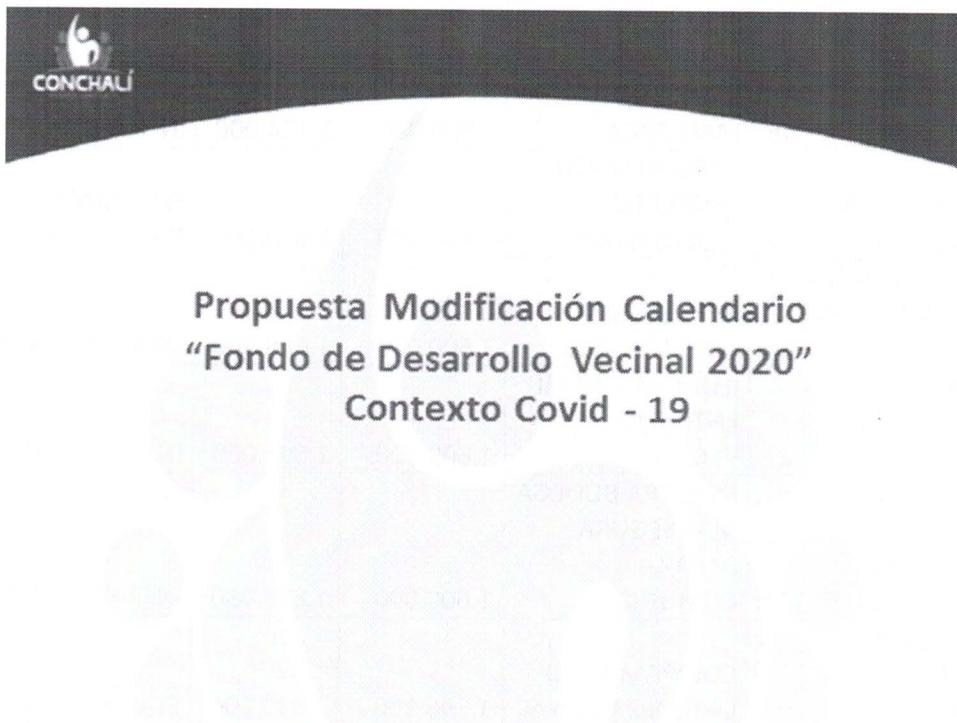 CONCHALÍ
Propuesta Modificación Calendario
“Fondo de Desarrollo Vecinal 2020”
Contexto Covid - 19